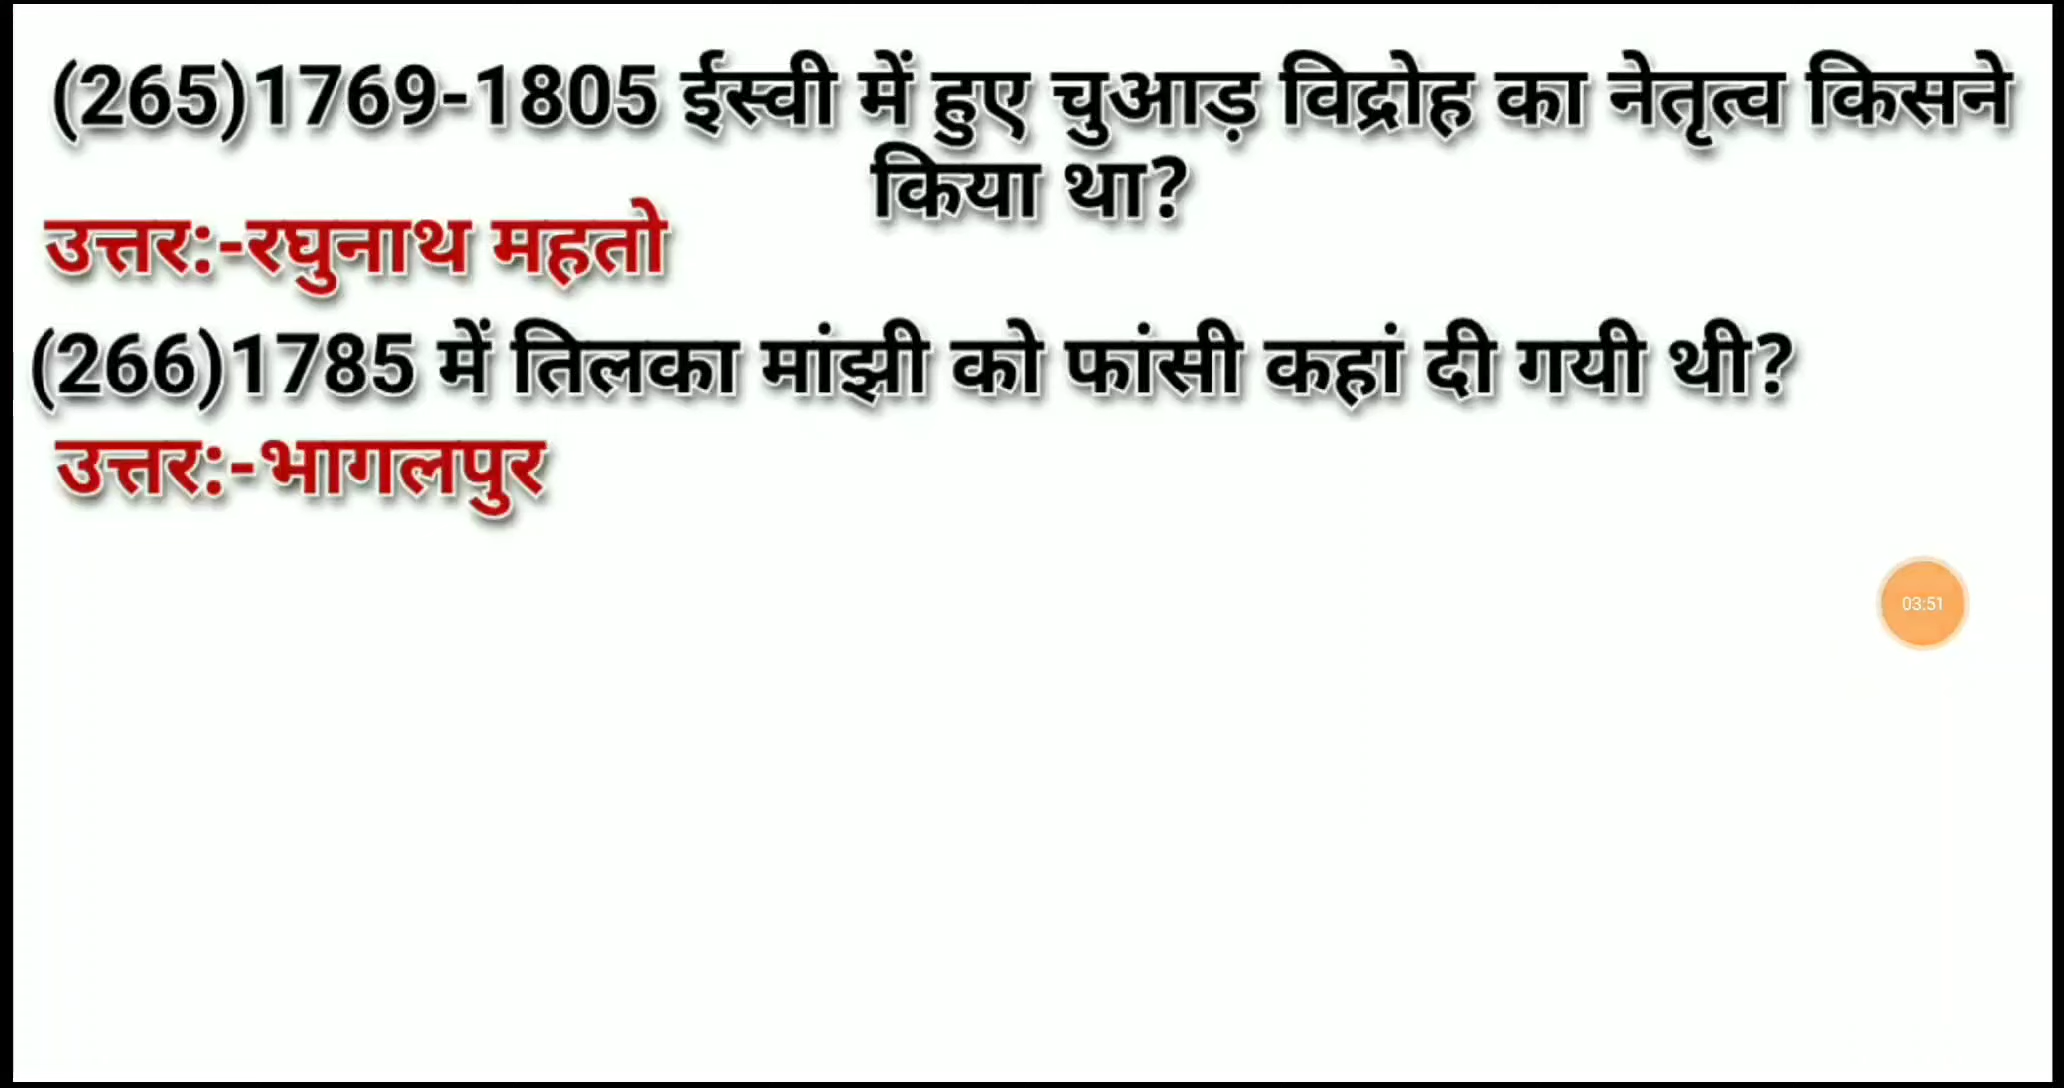 (265)1769-1805 ईस्वी में हुए चुआड़ विद्रोह का नेतृत्व किसने
किया था?
उत्तर:-रघुनाथ महतो
(266)1785 में तिलका मांझी को फांसी कहां दी गयी थी?
उत्तर:-भागलपुर
03:51